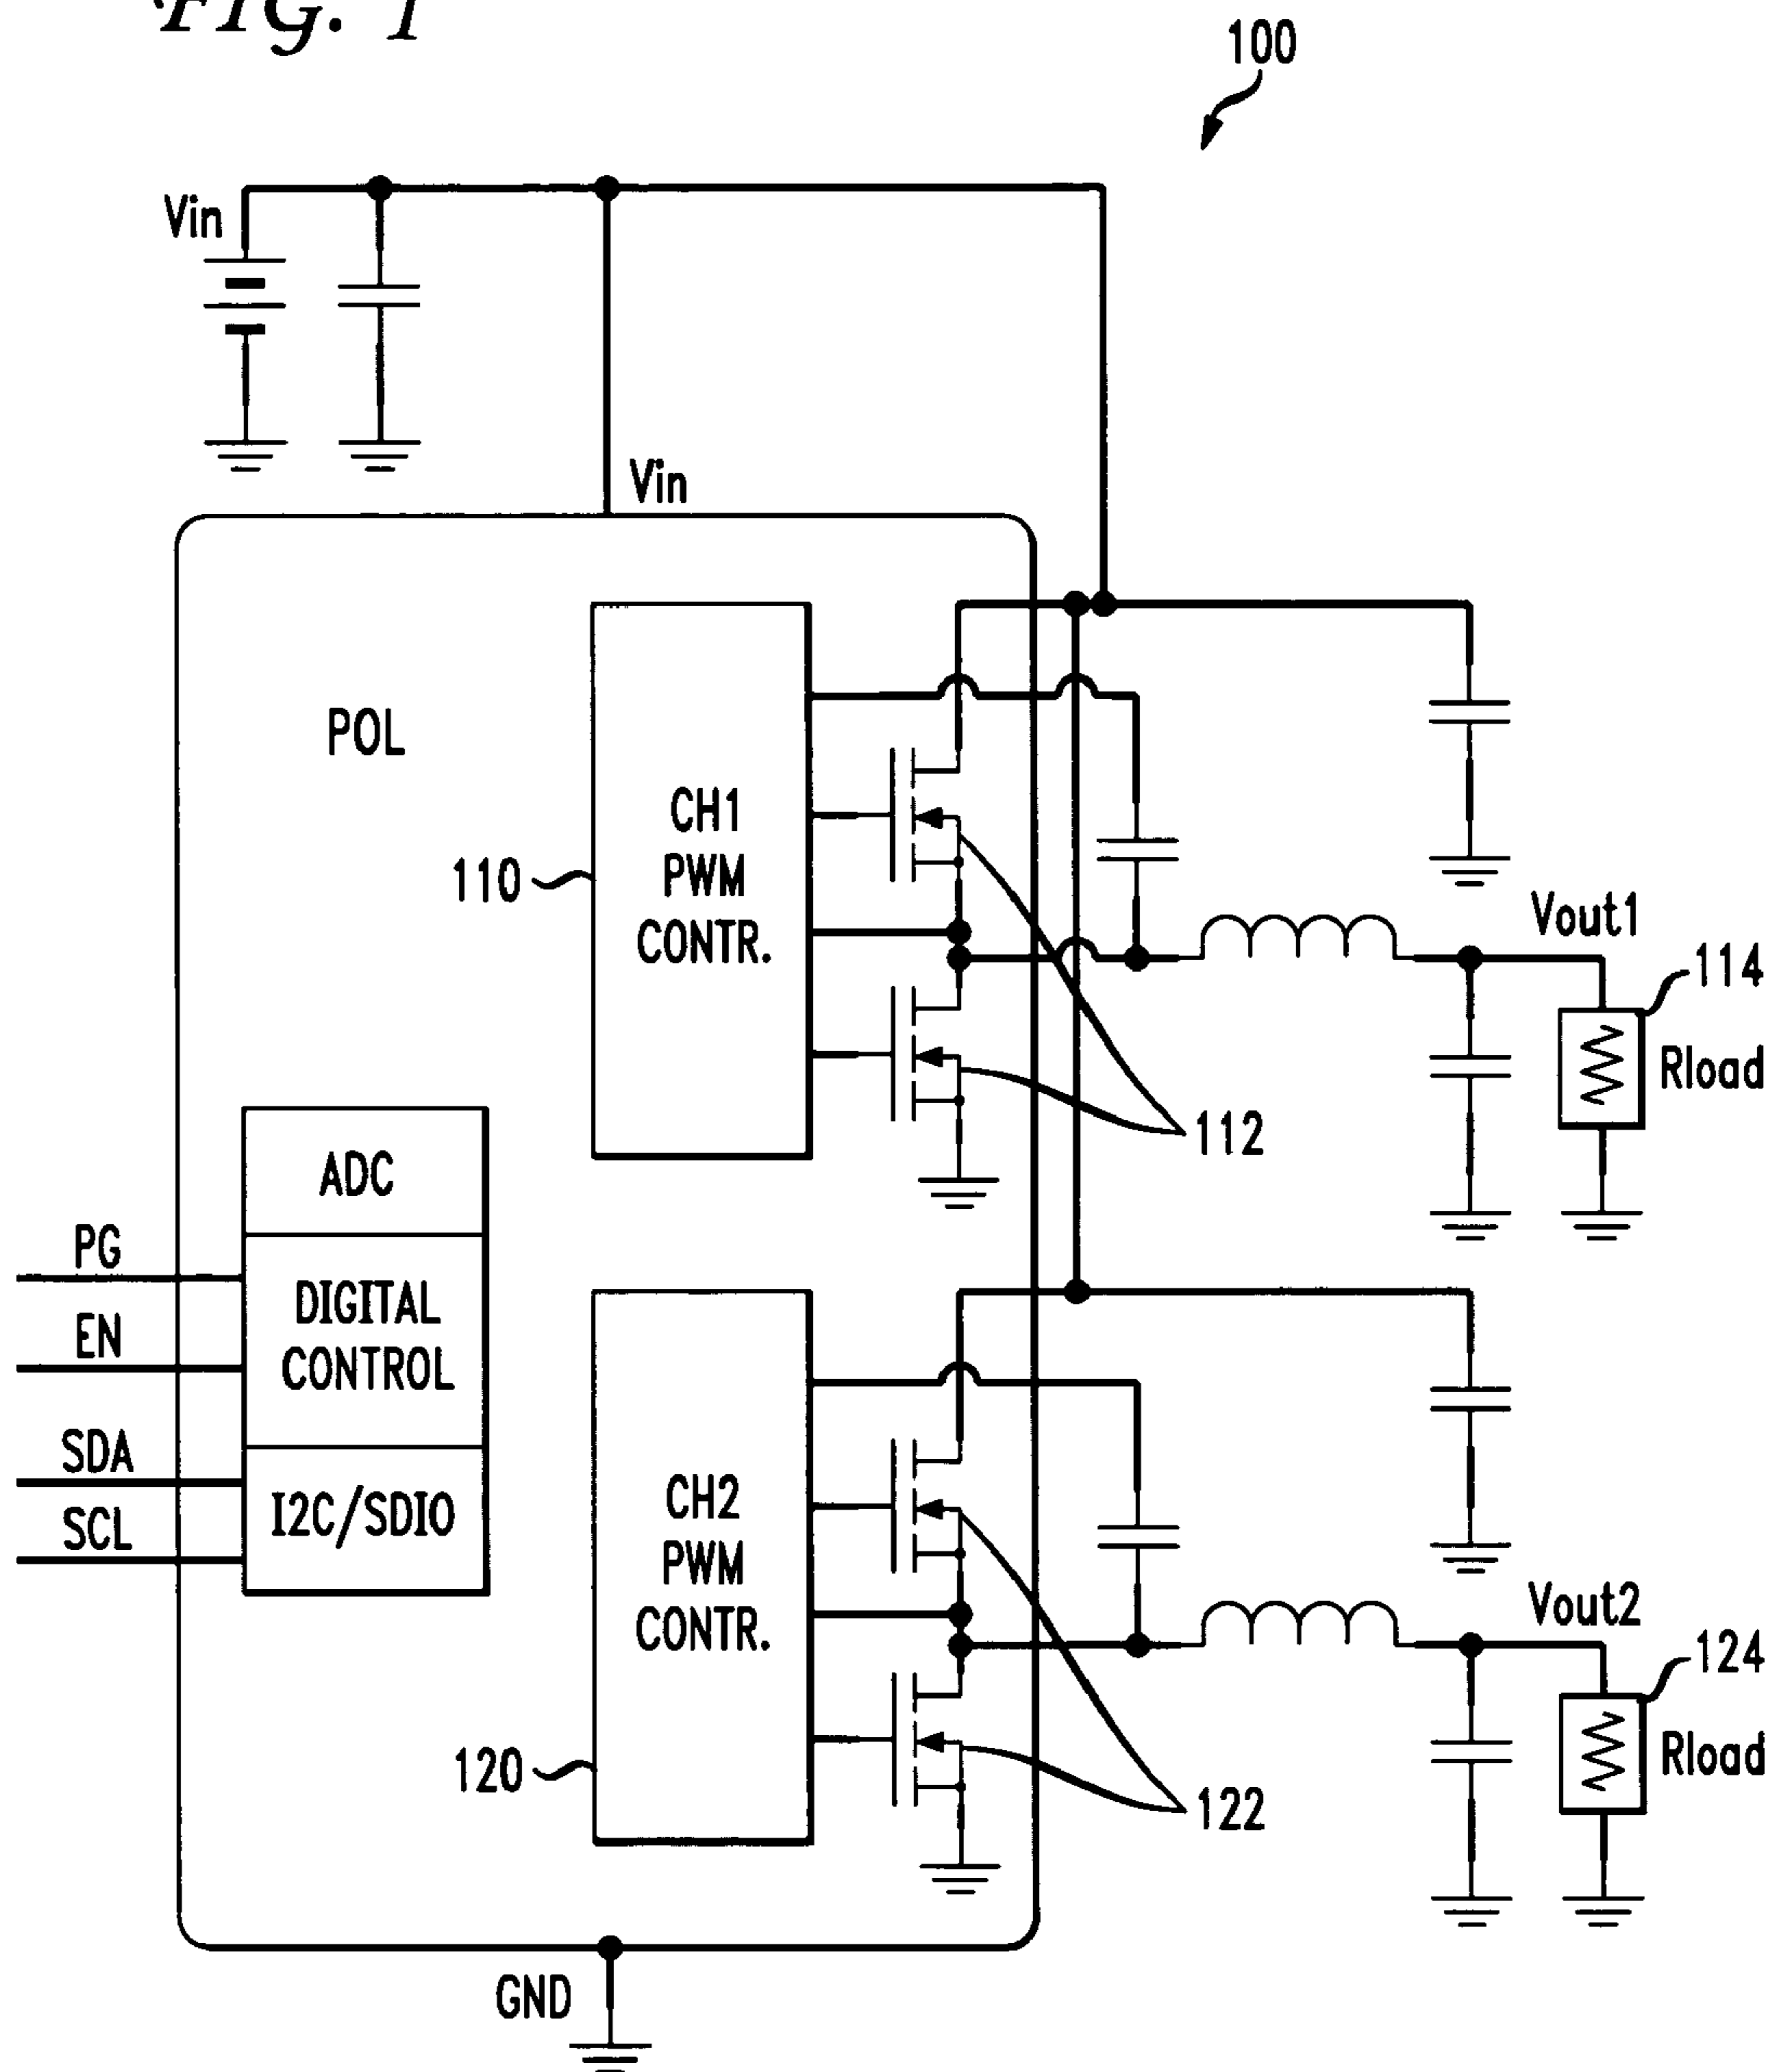 FIG. 1
100
Vin
Vin
POL
CH1
PWM
CONTR.
110
Vout1
114
Rload
112
ADC
PG
DIGITAL
CONTROL
EN
SDA
I2C/SDIO
SCL
CH2
PWM
CONTR.
Vout2
124
Rload
120
122
GND